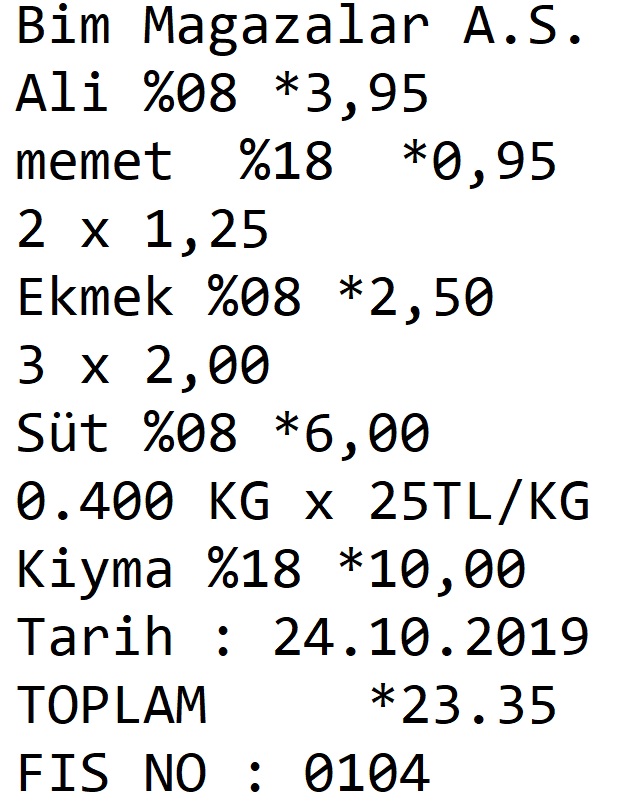 Bim Magazalar A.S.
Ali %08 *3,95
memet  %18  *0,95
2 x 1,25
Ekmek %08 *2,50
3 x 2,00
Süt %08 *6,00
0.400 KG x 25TL/KG
Kiyma %18 *10,00
Tarih : 24.10.2019
TOPLAM     *23.35
FIS NO : 0104